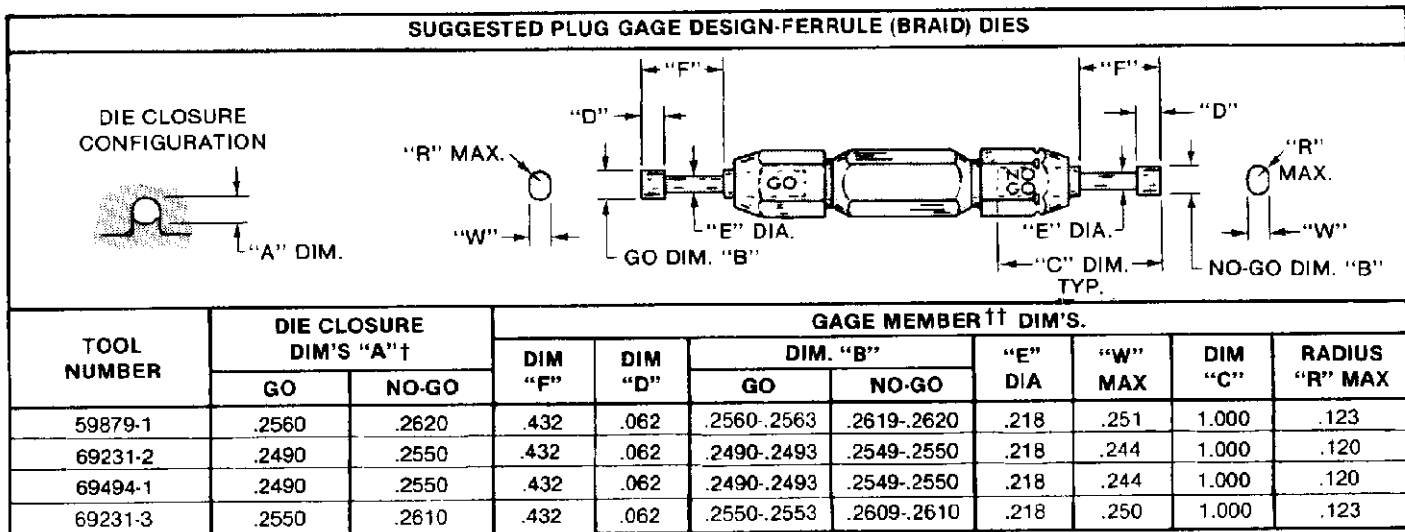 SUGGESTED PLUG GAGE DESIGN-FERRULE (BRAID) DIES
DIE CLOSURE
CONFIGURATION
"A" DIM.
"R" MAX.
"W"
"F"
"D"
GO
"E" DIA.
GO DIM. "B"
NO
GO
"F"
"D"
"E" DIA.
"C" DIM.
TYP.
"R"
MAX.
"W"
NO-GO DIM. "B"
TOOL NUMBER DIE CLOSURE DIM'S "A"† GAGE MEMBER†† DIM'S.
GO NO-GO DIM "F" DIM "D" DIM. "B" GO NO-GO "E" DIA "W" MAX DIM "C" RADIUS "R" MAX
59879-1 .2560 .2620 .432 .062 .2560-.2563 .2619-.2620 .218 .251 1.000 .123
69231-2 .2490 .2550 .432 .062 .2490-.2493 .2549-.2550 .218 .244 1.000 .120
69494-1 .2490 .2550 .432 .062 .2490-.2493 .2549-.2550 .218 .244 1.000 .120
69231-3 .2550 .2610 .432 .062 .2550-.2553 .2609-.2610 .218 .250 1.000 .123